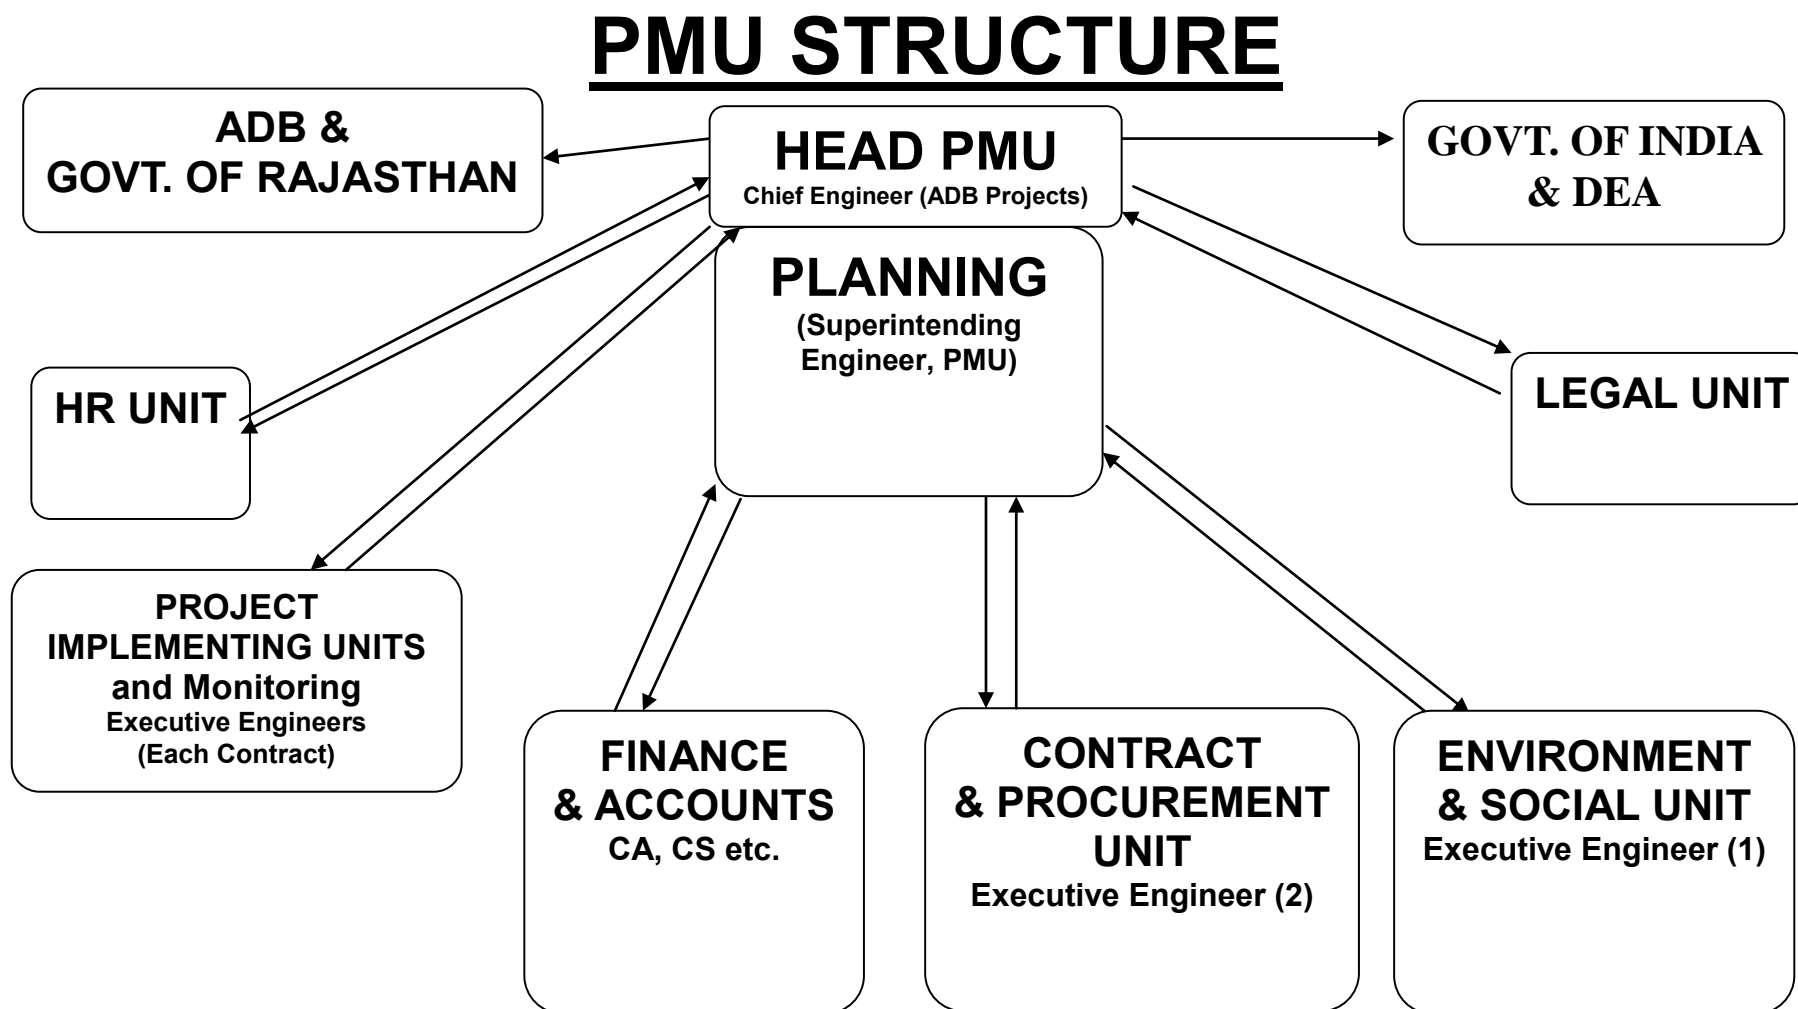 PMU STRUCTURE
ADB &
GOVT. OF RAJASTHAN
HEAD PMU
Chief Engineer (ADB Projects)
GOVT. OF INDIA
& DEA
PLANNING
(Superintending
Engineer, PMU)
HR UNIT
LEGAL UNIT
PROJECT
IMPLEMENTING UNITS
and Monitoring
Executive Engineers
(Each Contract)
FINANCE
& ACCOUNTS
CA, CS etc.
CONTRACT
& PROCUREMENT
UNIT
Executive Engineer (2)
ENVIRONMENT
& SOCIAL UNIT
Executive Engineer (1)